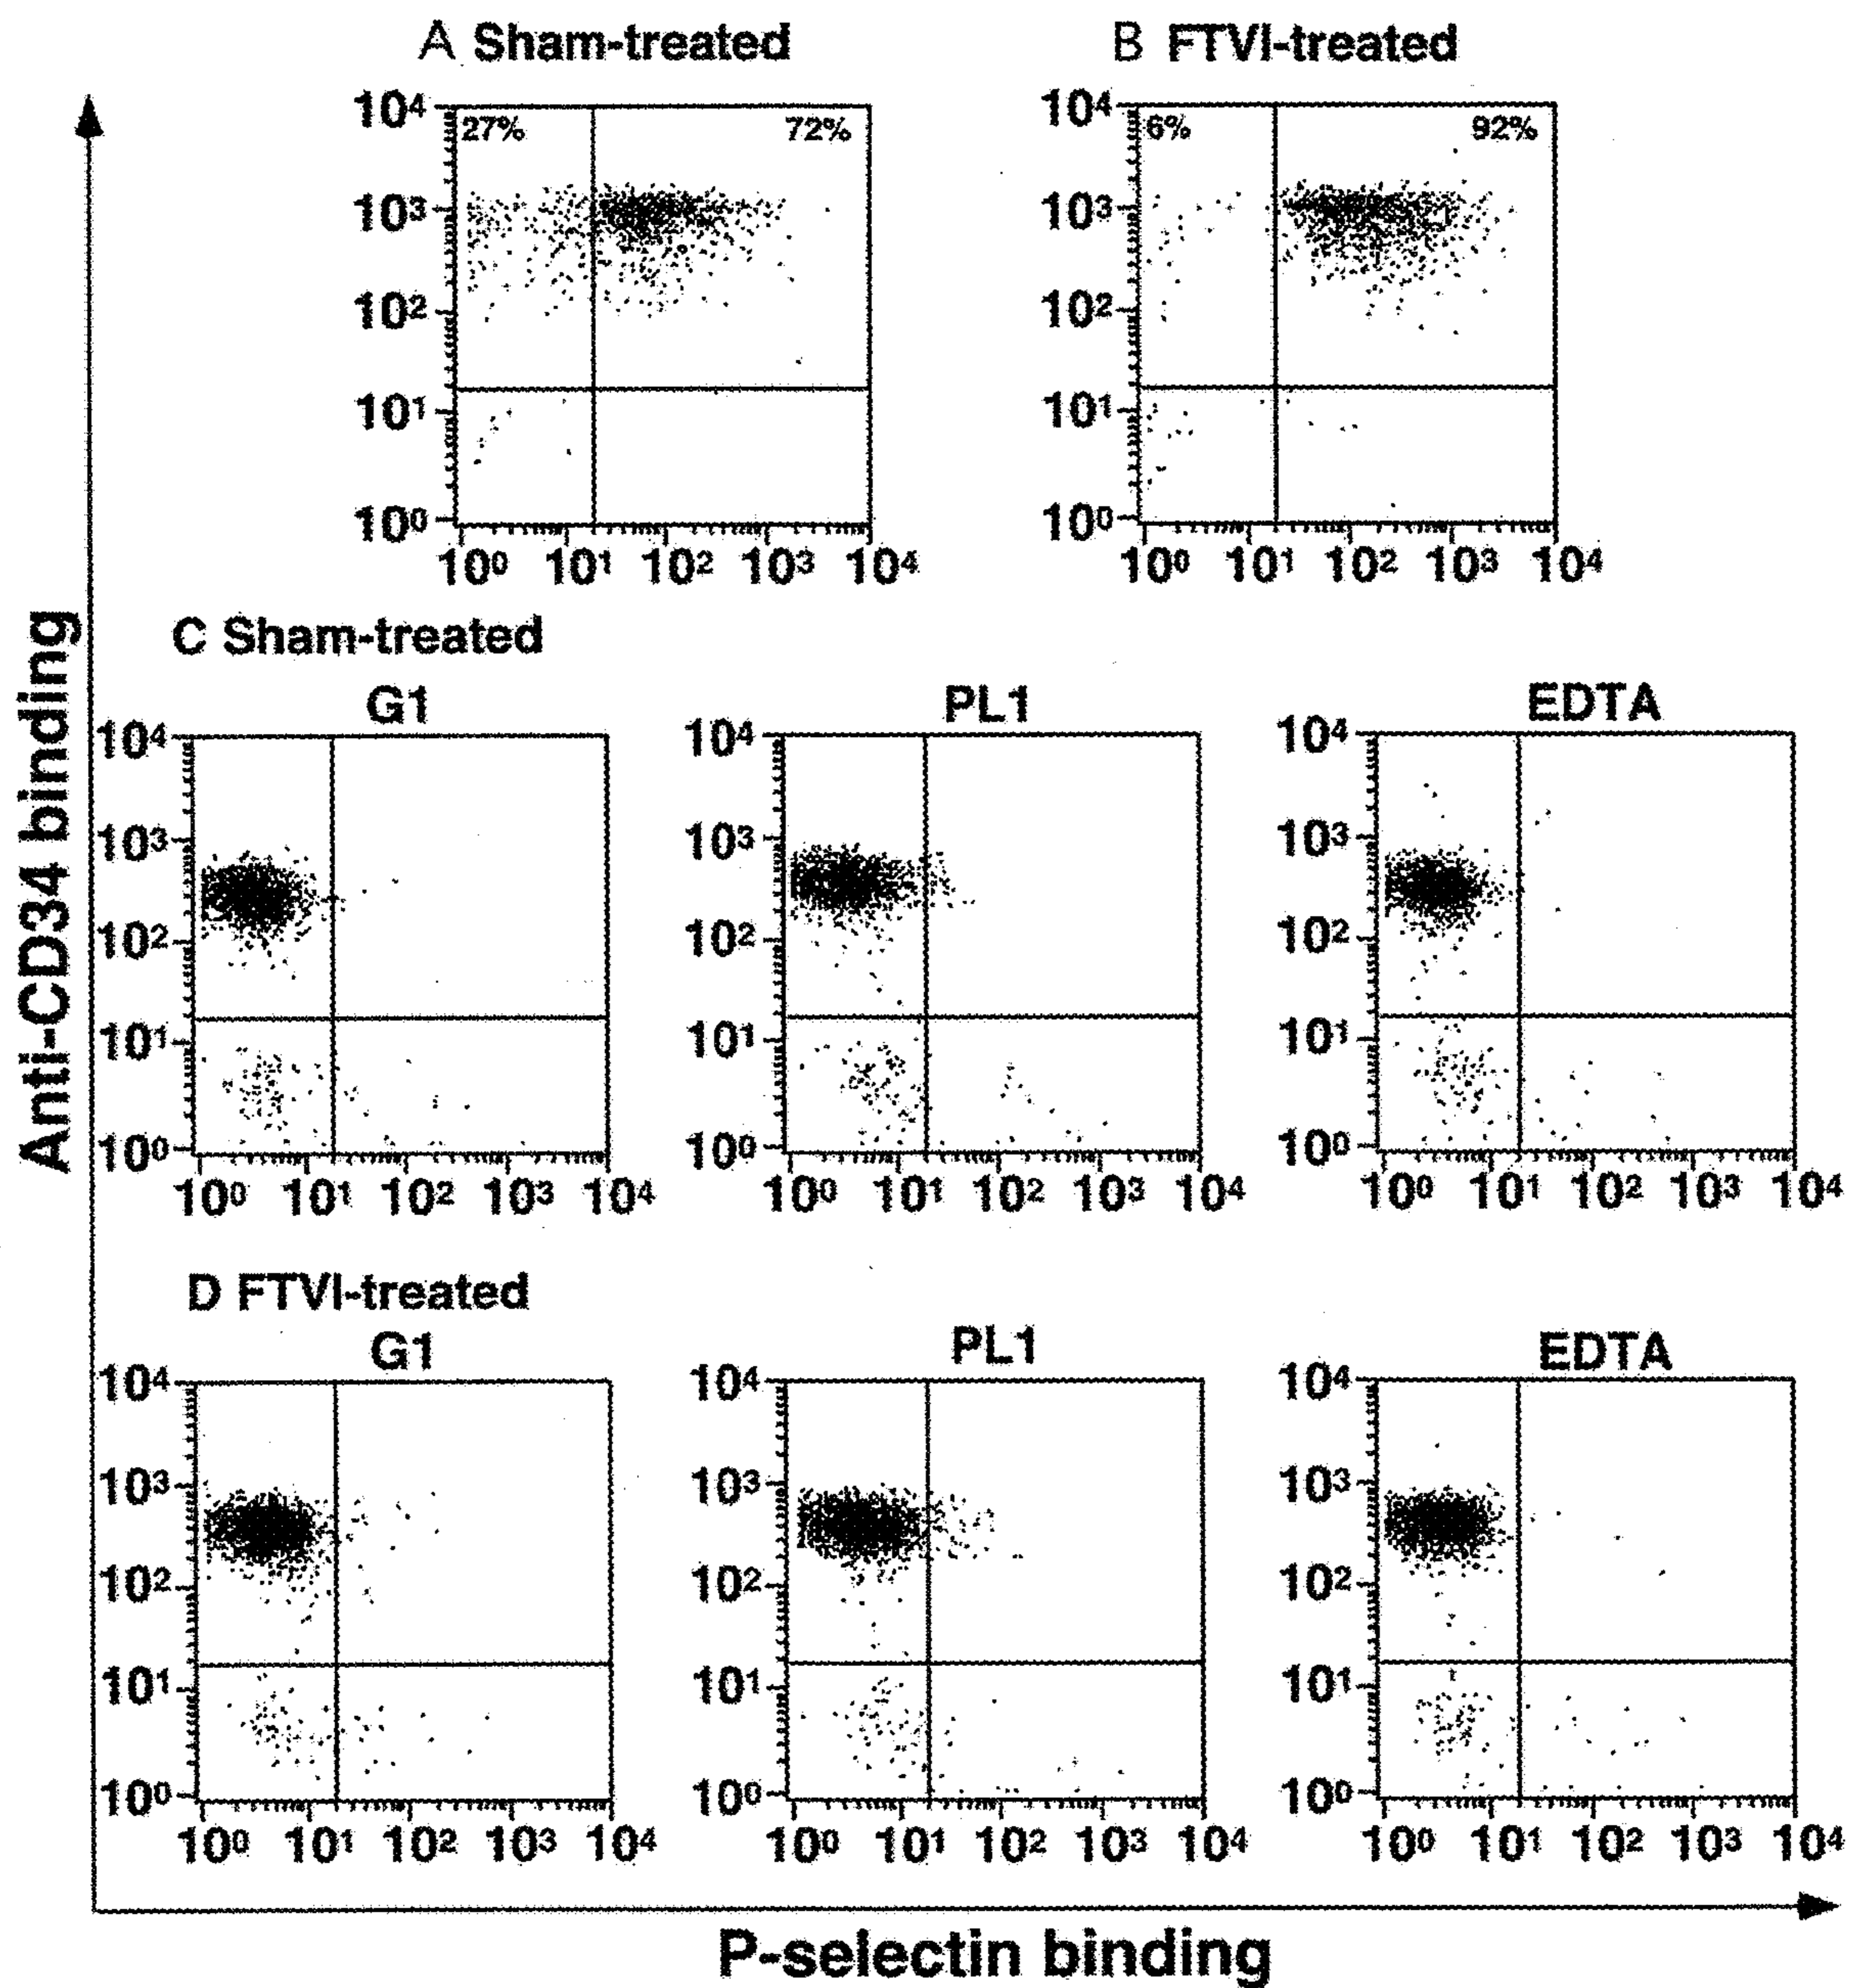 A Sham-treated
B FTVI-treated
10⁴
27%
72%
10³
10²
10¹
10⁰
10⁰ 10¹ 10² 10³ 10⁴
10⁴
6%
92%
10³
10²
10¹
10⁰
10⁰ 10¹ 10² 10³ 10⁴
Anti-CD34 binding
C Sham-treated
G1
10⁴
10³
10²
10¹
10⁰
10⁰ 10¹ 10² 10³ 10⁴
PL1
10⁴
10³
10²
10¹
10⁰
10⁰ 10¹ 10² 10³ 10⁴
EDTA
10⁴
10³
10²
10¹
10⁰
10⁰ 10¹ 10² 10³ 10⁴
D FTVI-treated
G1
10⁴
10³
10²
10¹
10⁰
10⁰ 10¹ 10² 10³ 10⁴
PL1
10⁴
10³
10²
10¹
10⁰
10⁰ 10¹ 10² 10³ 10⁴
EDTA
10⁴
10³
10²
10¹
10⁰
10⁰ 10¹ 10² 10³ 10⁴
P-selectin binding